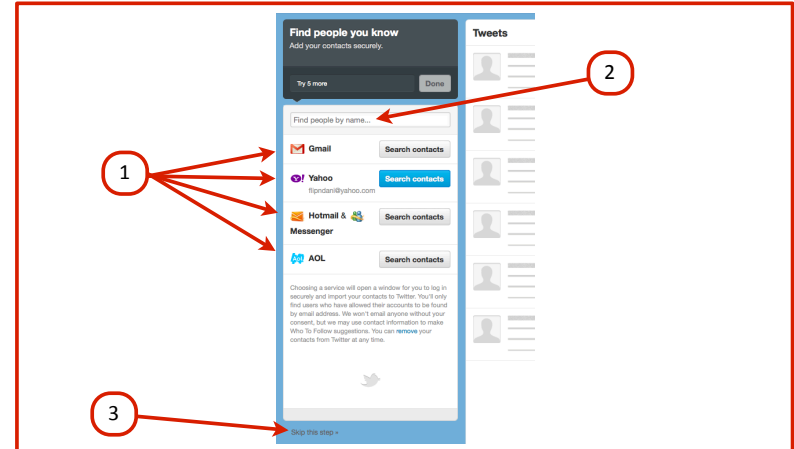 Find people you know
Add your contacts securely.
Tweets
2
Try 5 more
Done
Find people by name...
Gmail
Search contacts
1
Yahoo
Search contacts
flipndani@yahoo.com
Hotmail &
Search contacts
Messenger
AOL
Search contacts
Choosing a service will open a window for you to log in
securely and import your contacts to Twitter. You'll only
find users who have allowed their accounts to be found
by email address. We won't email anyone without your
consent, but we may use contact information to make
Who To Follow suggestions. You can remove your
contacts from Twitter at any time.
3
Skip this step »